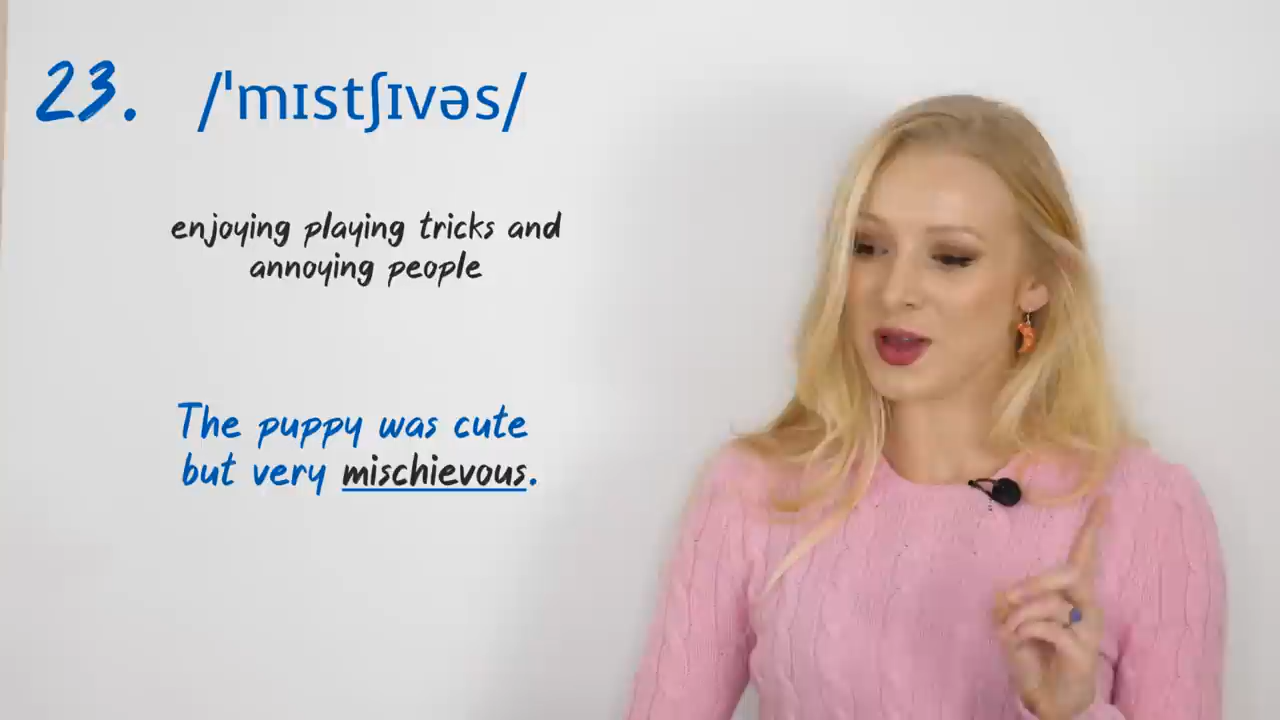 23. /ˈmɪstʃɪvəs/
enjoying playing tricks and
annoying people
The puppy was cute
but very mischievous.